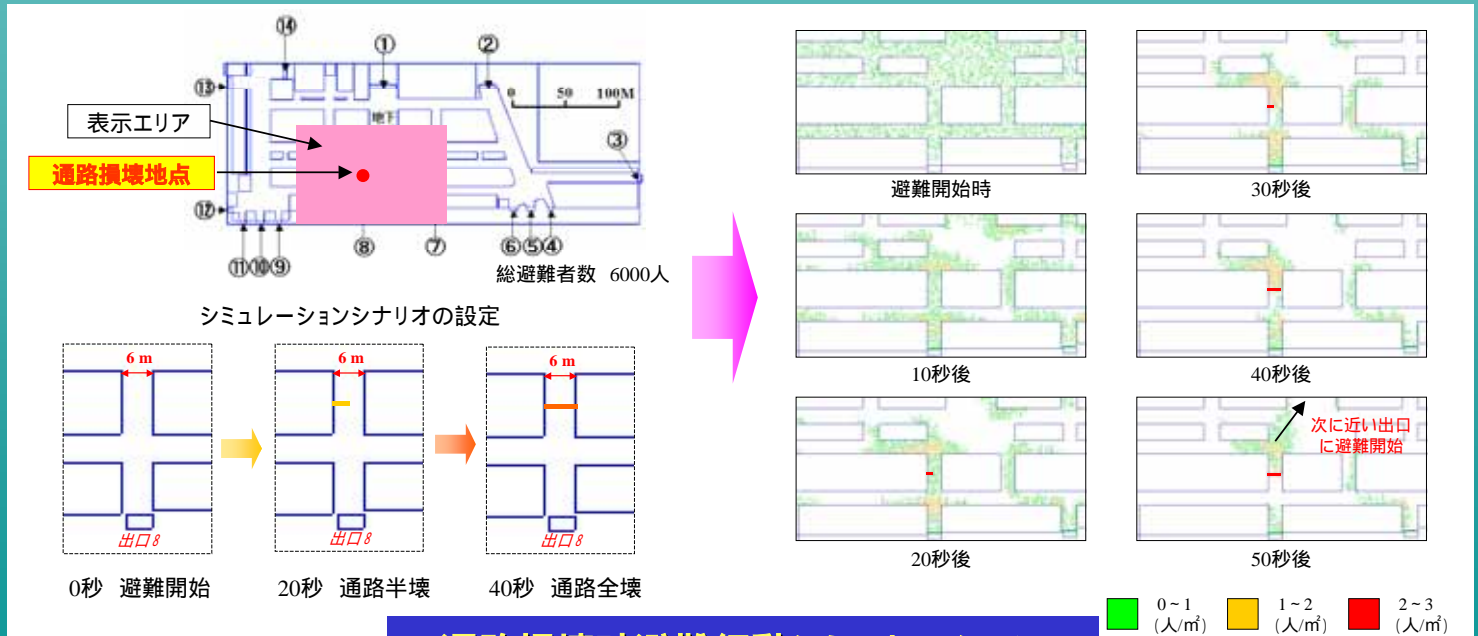 ⑭
①
②
⑬
0 50 100M
地下
③
表示エリア
通路損壊地点
⑫
⑧
⑦
⑥⑤④
⑪⑩⑨
総避難者数 6000人
シミュレーションシナリオの設定
6 m
6 m
6 m
出口8
出口8
出口8
0秒 避難開始
20秒 通路半壊
40秒 通路全壊
避難開始時
30秒後
10秒後
40秒後
次に近い出口
に避難開始
20秒後
50秒後
0~1
(人/㎡)
1~2
(人/㎡)
2~3
(人/㎡)